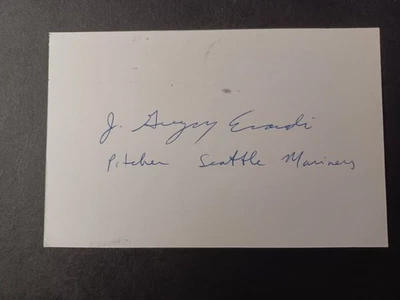 J. Gregory Erardi
Pitcher Seattle Mariners